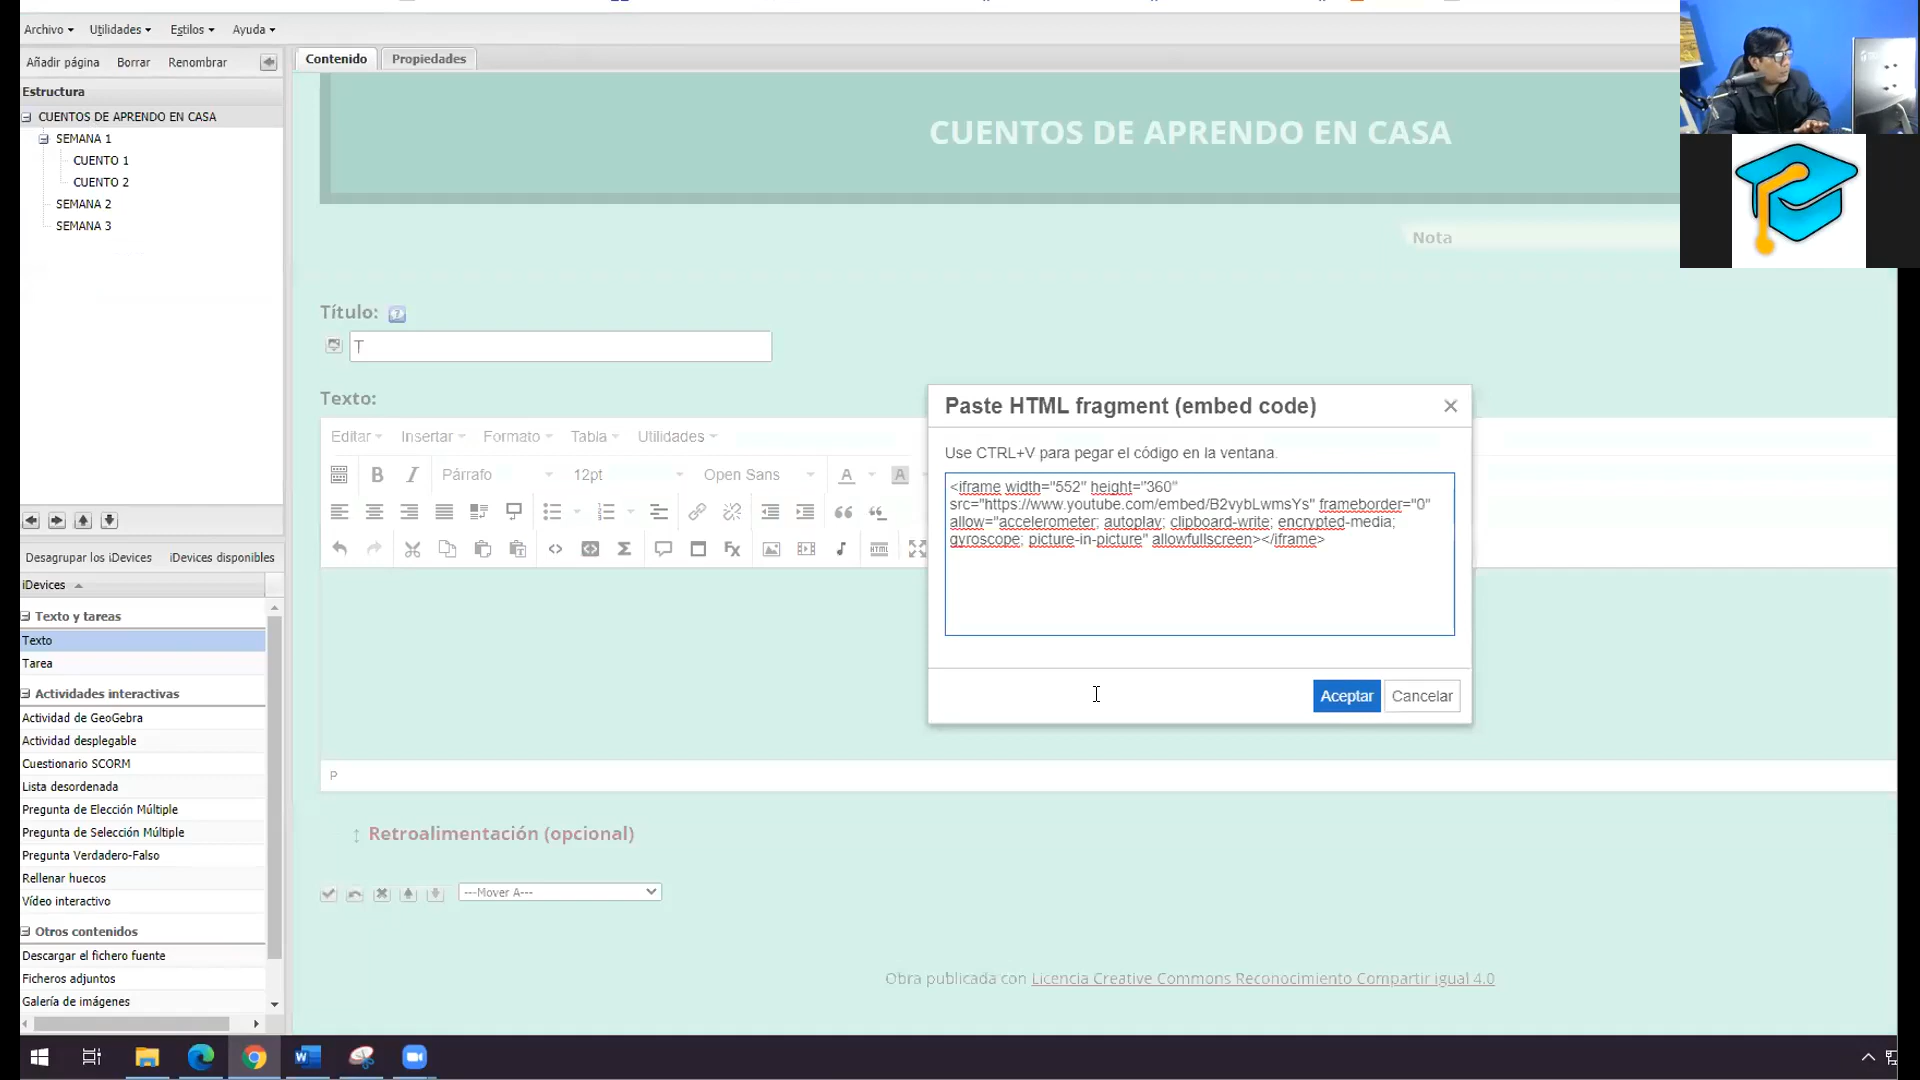 Archivo Utilidades Estilos Ayuda
Añadir página Borrar Renombrar
Contenido Propiedades
Estructura
CUENTOS DE APRENDO EN CASA
SEMANA 1
CUENTO 1
CUENTO 2
SEMANA 2
SEMANA 3
CUENTOS DE APRENDO EN CASA
Nota
Título:
T
Texto:
Editar Insertar Formato Tabla Utilidades
B I Párrafo 12pt Open Sans A A
HTML
P
Paste HTML fragment (embed code)
Use CTRL+V para pegar el código en la ventana.
<iframe width="552" height="360"
src="https://www.youtube.com/embed/B2vybLwmsYs" frameborder="0"
allow="accelerometer; autoplay; clipboard-write; encrypted-media;
gyroscope; picture-in-picture" allowfullscreen></iframe>
Aceptar Cancelar
Desagrupar los iDevices iDevices disponibles
iDevices
Texto y tareas
Texto
Tarea
Actividades interactivas
Actividad de GeoGebra
Actividad desplegable
Cuestionario SCORM
Lista desordenada
Pregunta de Elección Múltiple
Pregunta de Selección Múltiple
Pregunta Verdadero-Falso
Rellenar huecos
Vídeo interactivo
Otros contenidos
Descargar el fichero fuente
Ficheros adjuntos
Galería de imágenes
Retroalimentación (opcional)
---Mover A---
Obra publicada con Licencia Creative Commons Reconocimiento Compartir igual 4.0